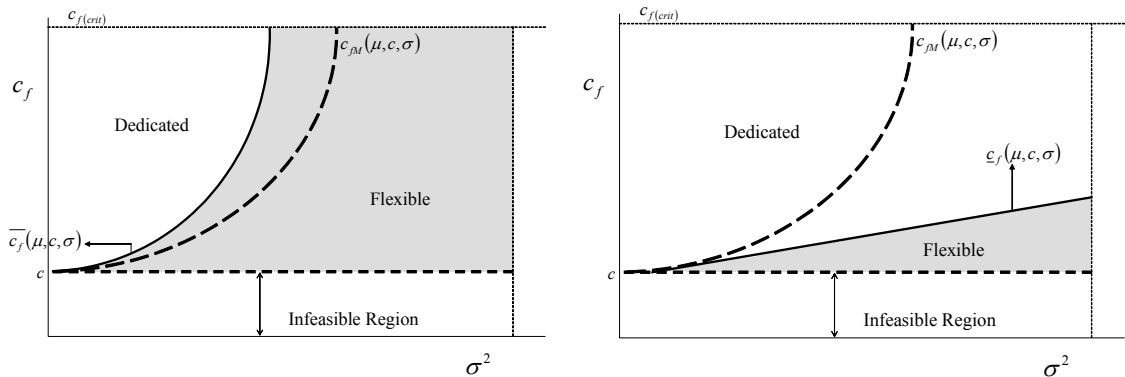 c_{f(crit)}
c_{fM}(μ,c,σ)
c_f
Dedicated
Flexible
\overline{c_f}(μ,c,σ)
c
Infeasible Region
σ²
c_{f(crit)}
c_{fM}(μ,c,σ)
c_f
Dedicated
\underline{c}_f(μ,c,σ)
Flexible
c
Infeasible Region
σ²